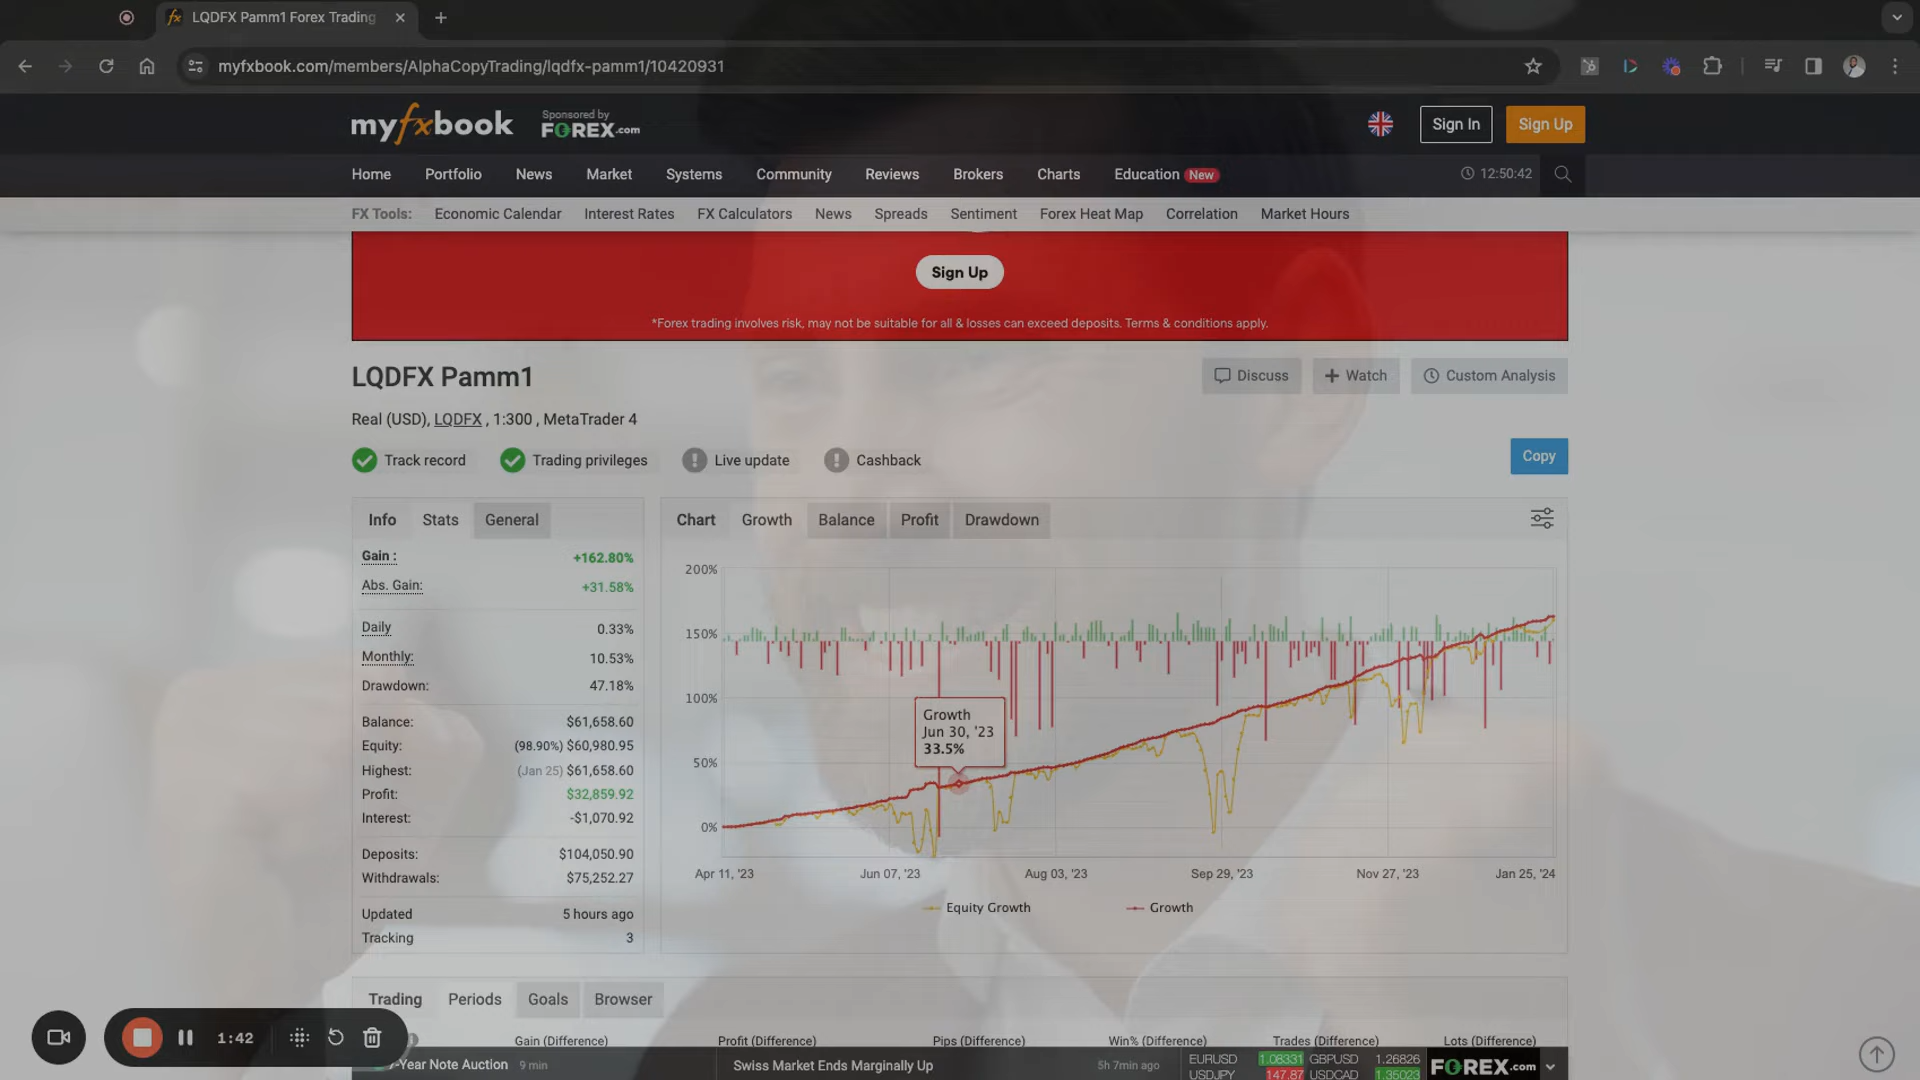 LQDFX Pamm1 Forex Trading
myfxbook.com/members/AlphaCopyTrading/lqdfx-pamm1/10420931
myfxbook Sponsored by FOREX.com Sign In Sign Up
Home Portfolio News Market Systems Community Reviews Brokers Charts Education New 12:50:42
FX Tools: Economic Calendar Interest Rates FX Calculators News Spreads Sentiment Forex Heat Map Correlation Market Hours
Sign Up
*Forex trading involves risk, may not be suitable for all & losses can exceed deposits. Terms & conditions apply.
LQDFX Pamm1 Discuss Watch Custom Analysis
Real (USD), LQDFX , 1:300 , MetaTrader 4
Track record Trading privileges Live update Cashback Copy
Info Stats General
Gain : +162.80%
Abs. Gain: +31.58%
Daily 0.33%
Monthly: 10.53%
Drawdown: 47.18%
Balance: $61,658.60
Equity: (98.90%) $60,980.95
Highest: (Jan 25) $61,658.60
Profit: $32,859.92
Interest: -$1,070.92
Deposits: $104,050.90
Withdrawals: $75,252.27
Updated 5 hours ago
Tracking 3
Chart Growth Balance Profit Drawdown
200%
150%
100%
50%
0%
Growth
Jun 30, '23
33.5%
Apr 11, '23 Jun 07, '23 Aug 03, '23 Sep 29, '23 Nov 27, '23 Jan 25, '24
Equity Growth Growth
Trading Periods Goals Browser
Gain (Difference) Profit (Difference) Pips (Difference) Win% (Difference) Trades (Difference) Lots (Difference)
1:42
-Year Note Auction 9 min Swiss Market Ends Marginally Up 5h 7min ago
EURUSD 1.08331 GBPUSD 1.26826
USDJPY 147.87 USDCAD 1.35023
FOREX.com